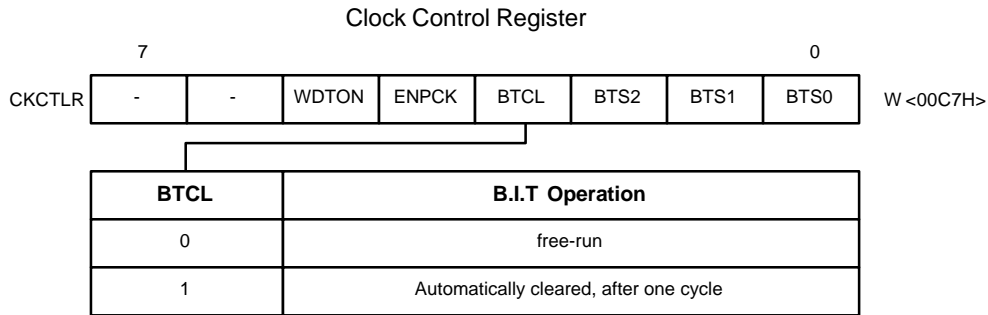 Clock Control Register
7 0
CKCTLR - - WDTON ENPCK BTCL BTS2 BTS1 BTS0 W <00C7H>
BTCL B.I.T Operation
0 free-run
1 Automatically cleared, after one cycle